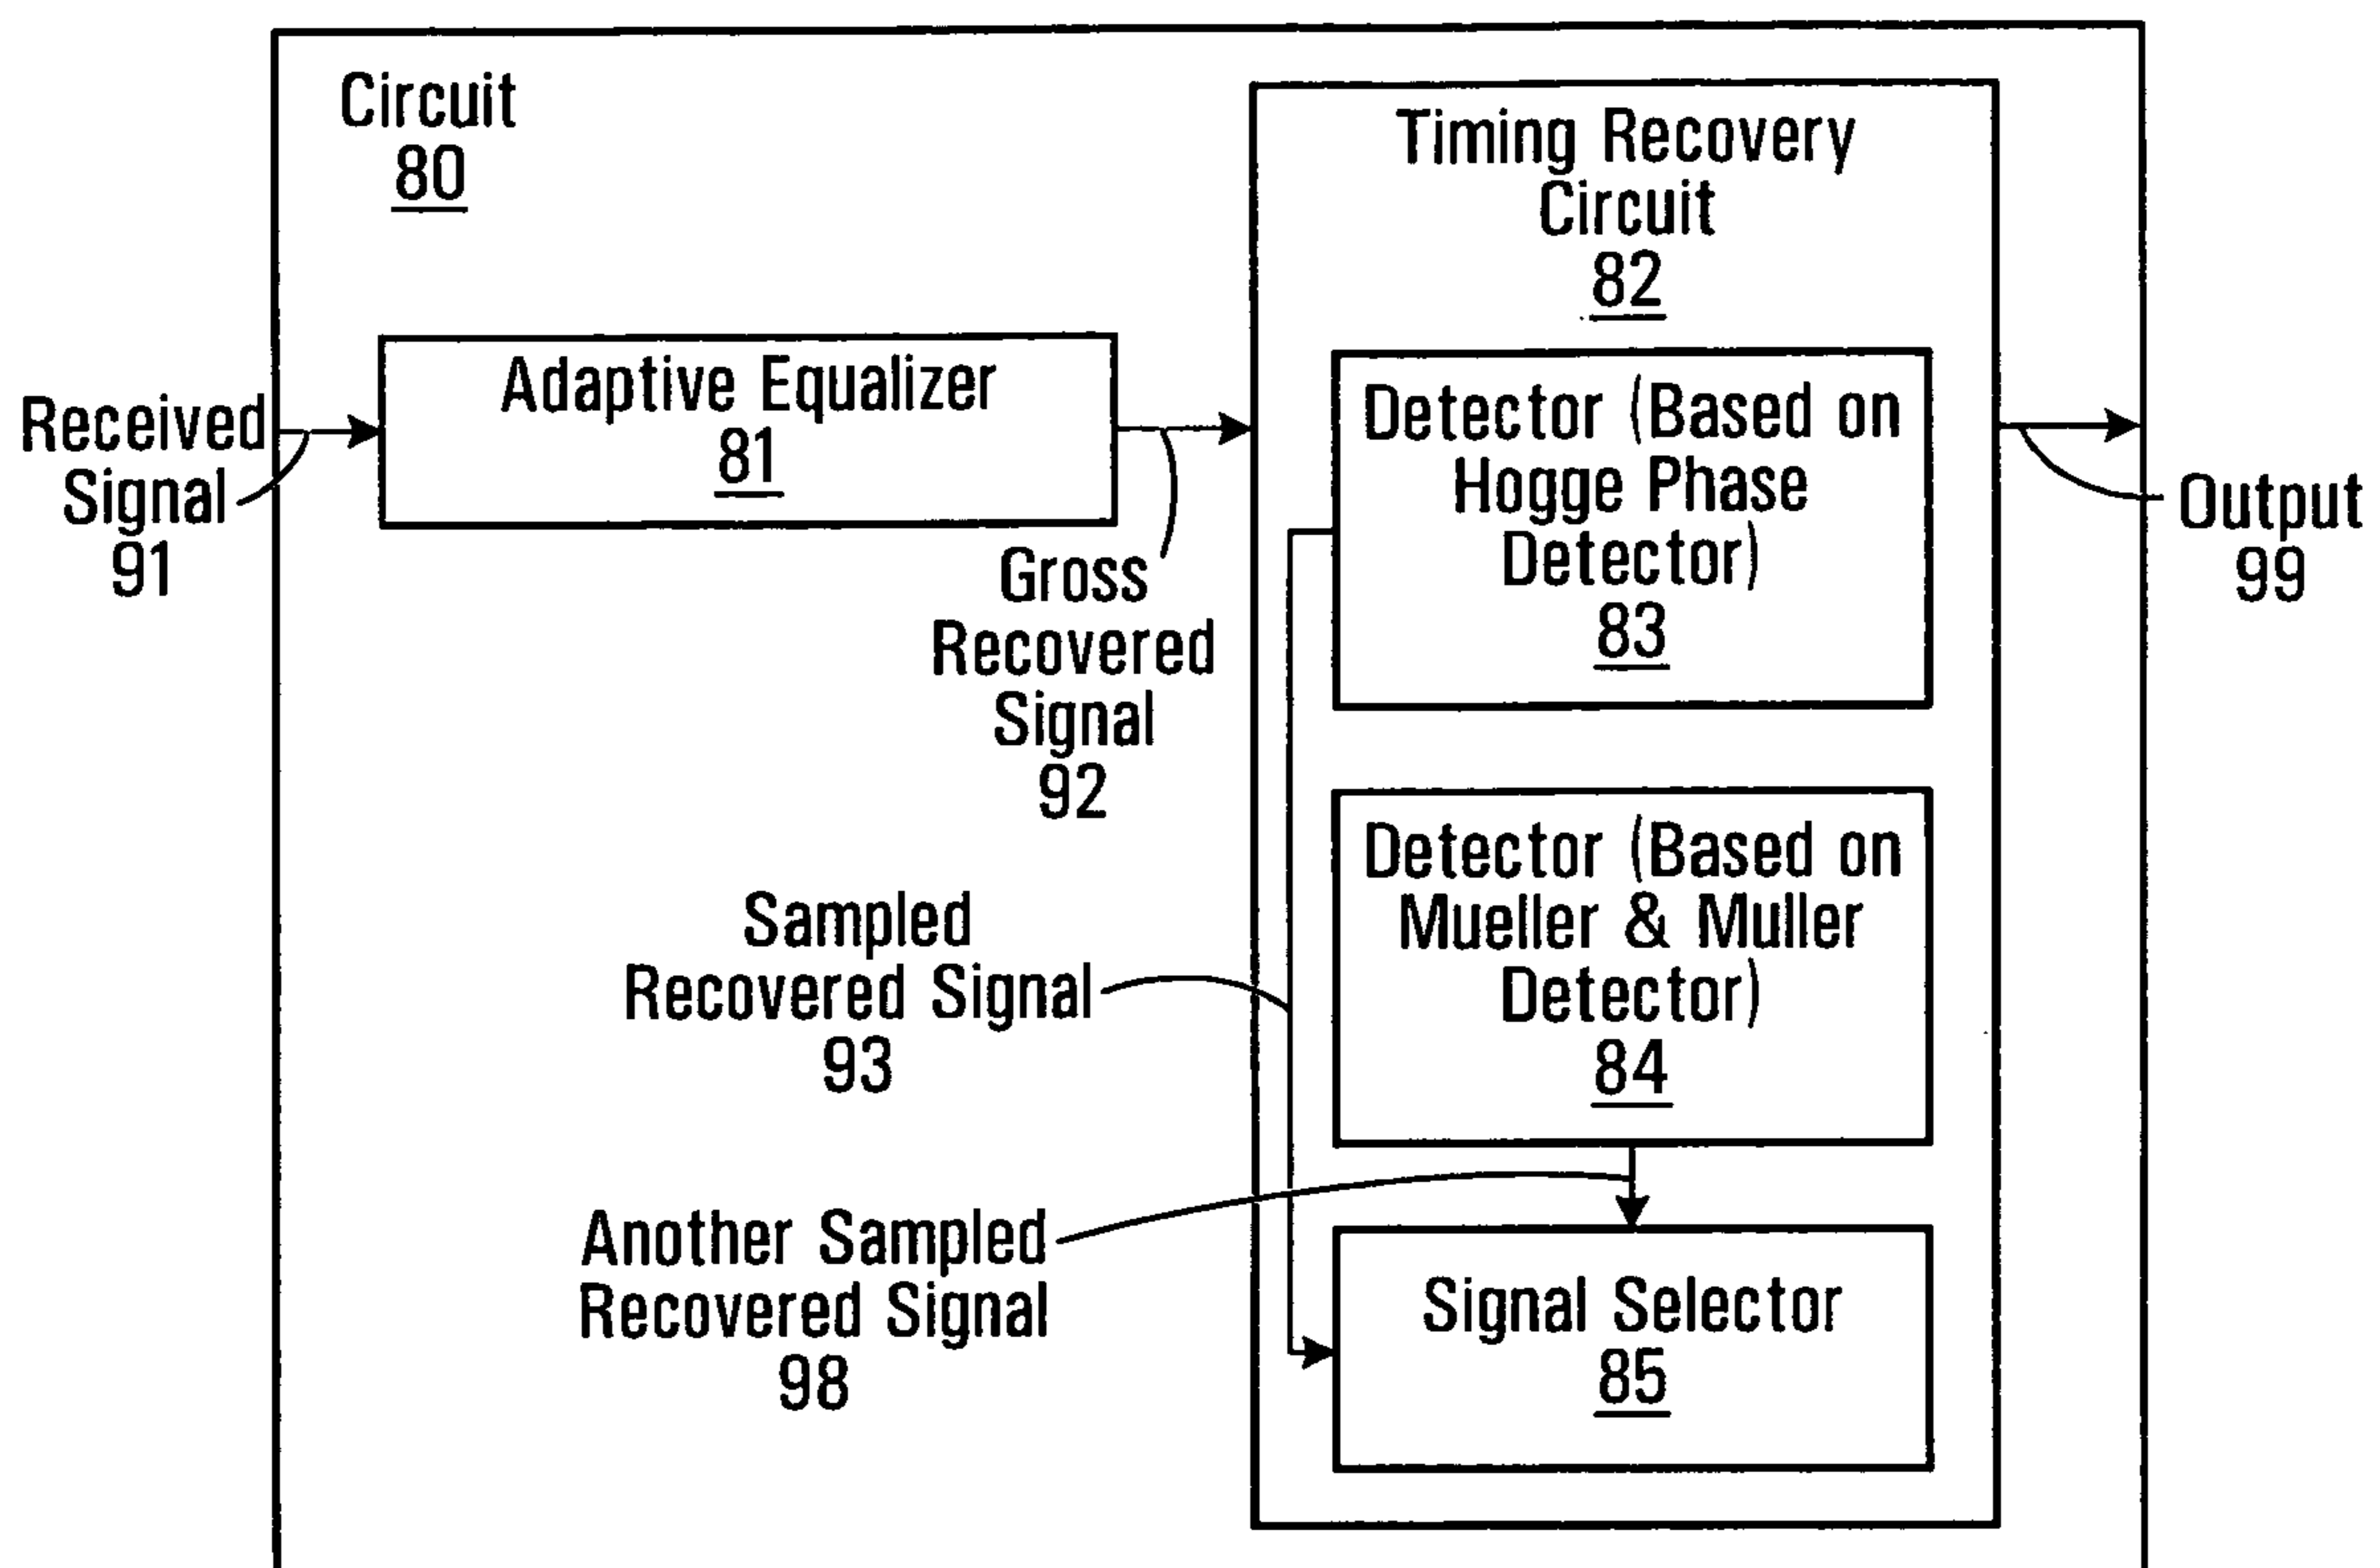 Circuit
80
Timing Recovery
Circuit
82
Received
Signal
91
Adaptive Equalizer
81
Gross
Recovered
Signal
92
Detector (Based on
Hogge Phase
Detector)
83
Output
99
Sampled
Recovered Signal
93
Detector (Based on
Mueller & Muller
Detector)
84
Another Sampled
Recovered Signal
98
Signal Selector
85